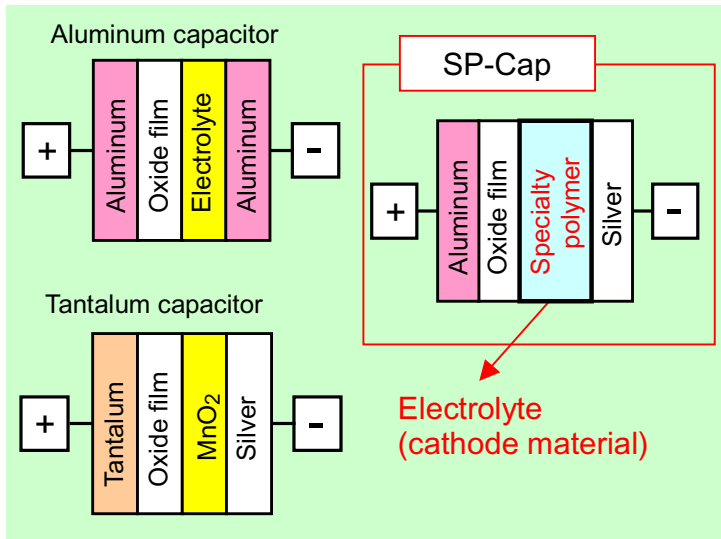 Aluminum capacitor
+
Aluminum
Oxide film
Electrolyte
Aluminum
-
SP-Cap
+
Aluminum
Oxide film
Specialty
polymer
Silver
-
Tantalum capacitor
+
Tantalum
Oxide film
MnO₂
Silver
-
Electrolyte
(cathode material)